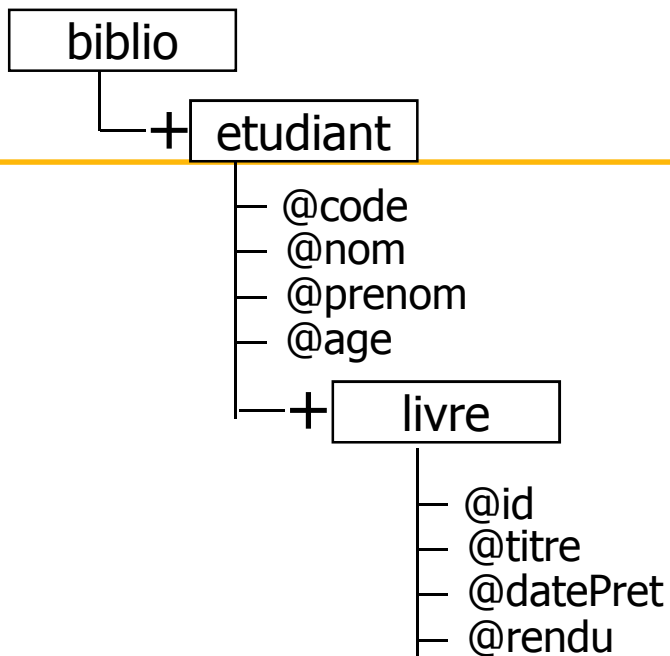 biblio
+ etudiant
@code
@nom
@prenom
@age
+ livre
@id
@titre
@datePret
@rendu